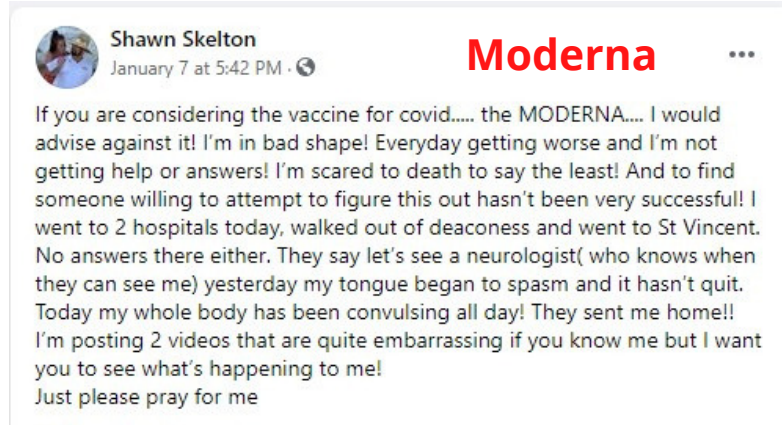 Shawn Skelton
Moderna
January 7 at 5:42 PM ·
If you are considering the vaccine for covid..... the MODERNA.... I would
advise against it! I'm in bad shape! Everyday getting worse and I'm not
getting help or answers! I'm scared to death to say the least! And to find
someone willing to attempt to figure this out hasn't been very successful! I
went to 2 hospitals today, walked out of deaconess and went to St Vincent.
No answers there either. They say let's see a neurologist( who knows when
they can see me) yesterday my tongue began to spasm and it hasn't quit.
Today my whole body has been convulsing all day! They sent me home!!
I'm posting 2 videos that are quite embarrassing if you know me but I want
you to see what's happening to me!
Just please pray for me